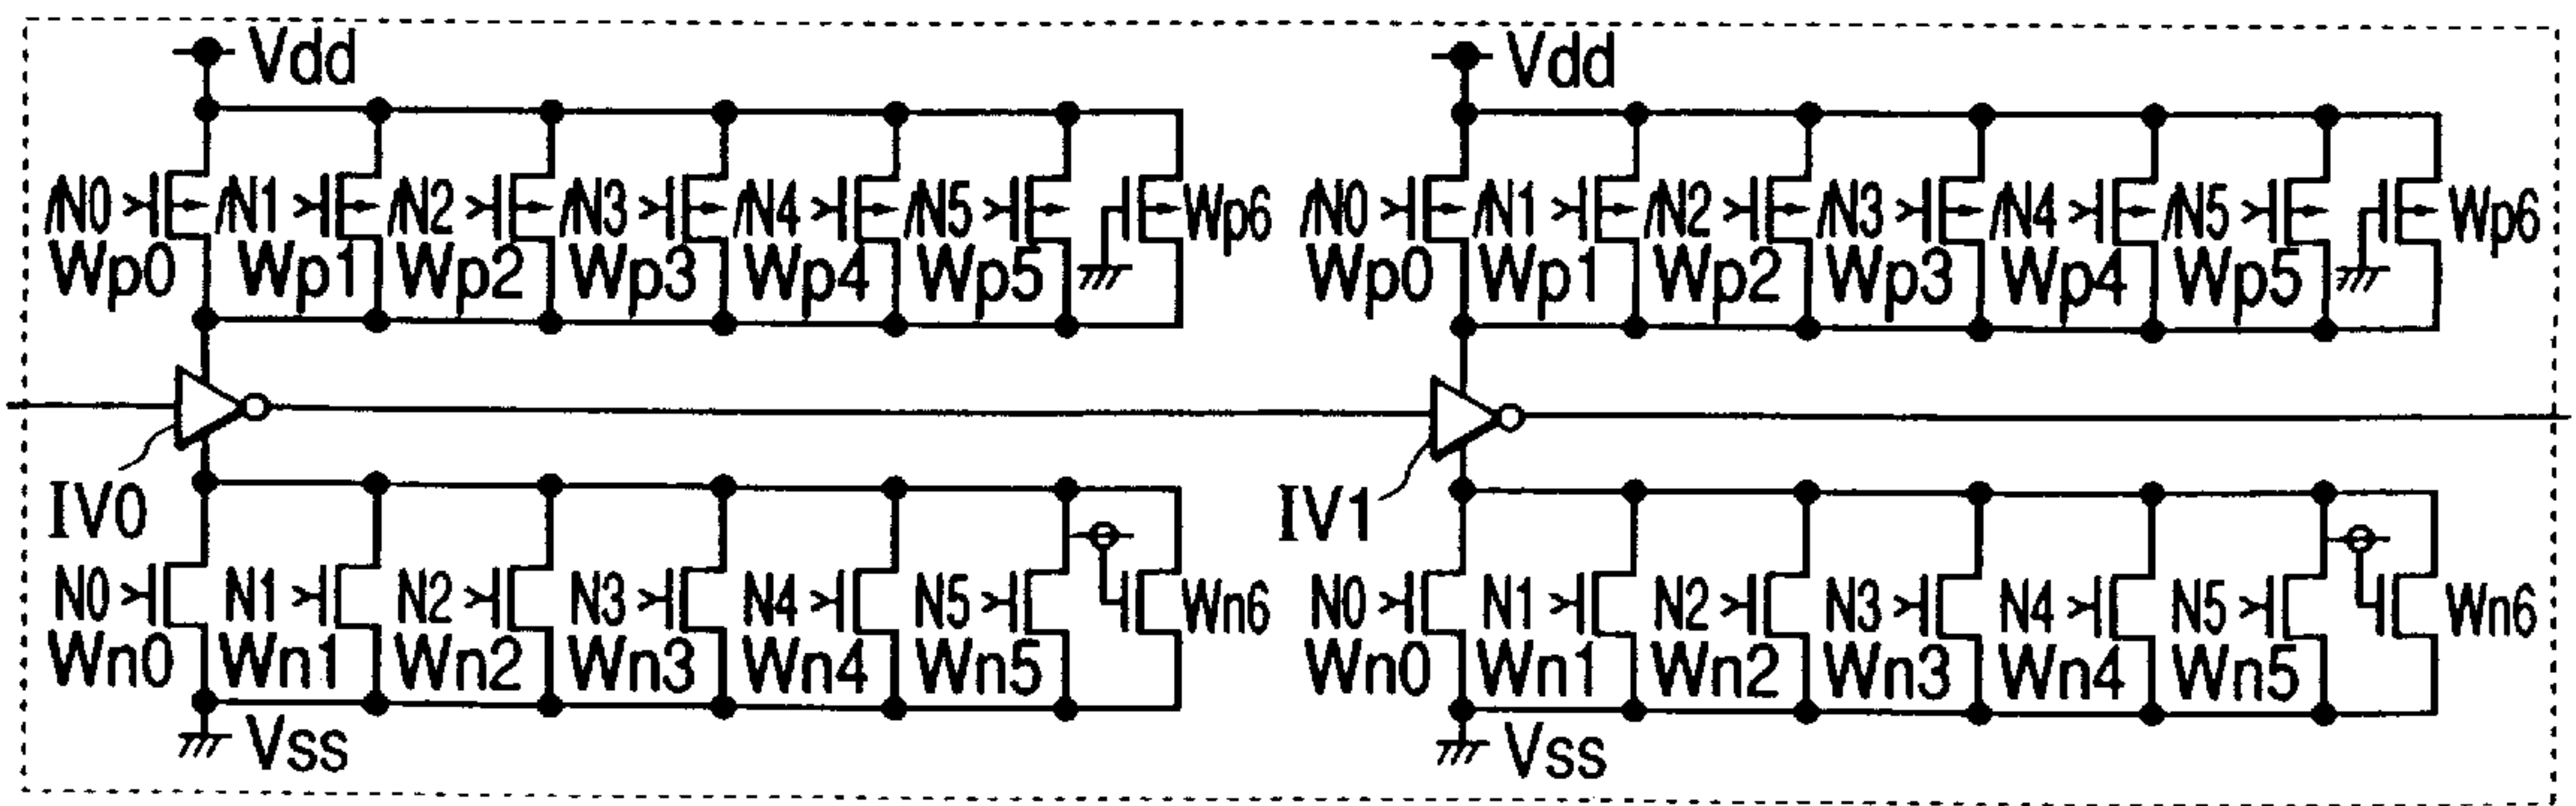 Vdd Vdd
/N0 /N1 /N2 /N3 /N4 /N5 Wp6 /N0 /N1 /N2 /N3 /N4 /N5 Wp6
Wp0 Wp1 Wp2 Wp3 Wp4 Wp5 Wp0 Wp1 Wp2 Wp3 Wp4 Wp5
IV0 IV1
N0 N1 N2 N3 N4 N5 Wn6 N0 N1 N2 N3 N4 N5 Wn6
Wn0 Wn1 Wn2 Wn3 Wn4 Wn5 Wn0 Wn1 Wn2 Wn3 Wn4 Wn5
Vss Vss